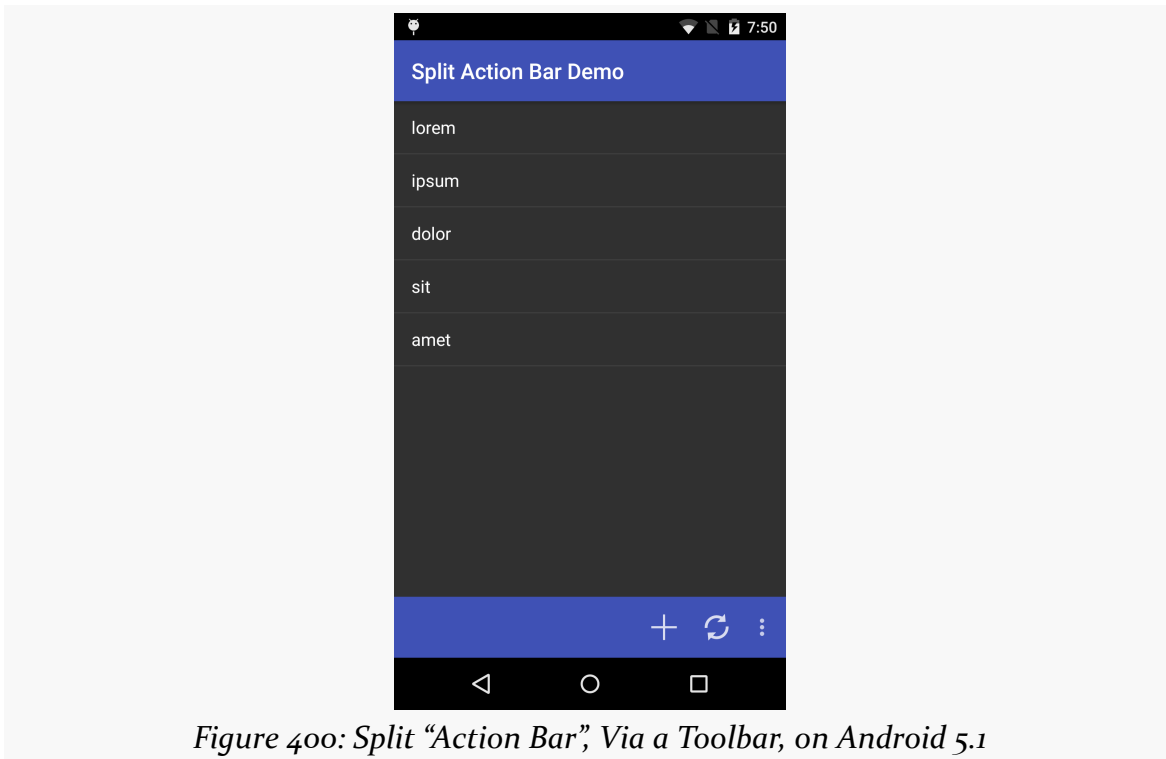 7:50
Split Action Bar Demo
lorem
ipsum
dolor
sit
amet
Figure 400: Split “Action Bar”, Via a Toolbar, on Android 5.1